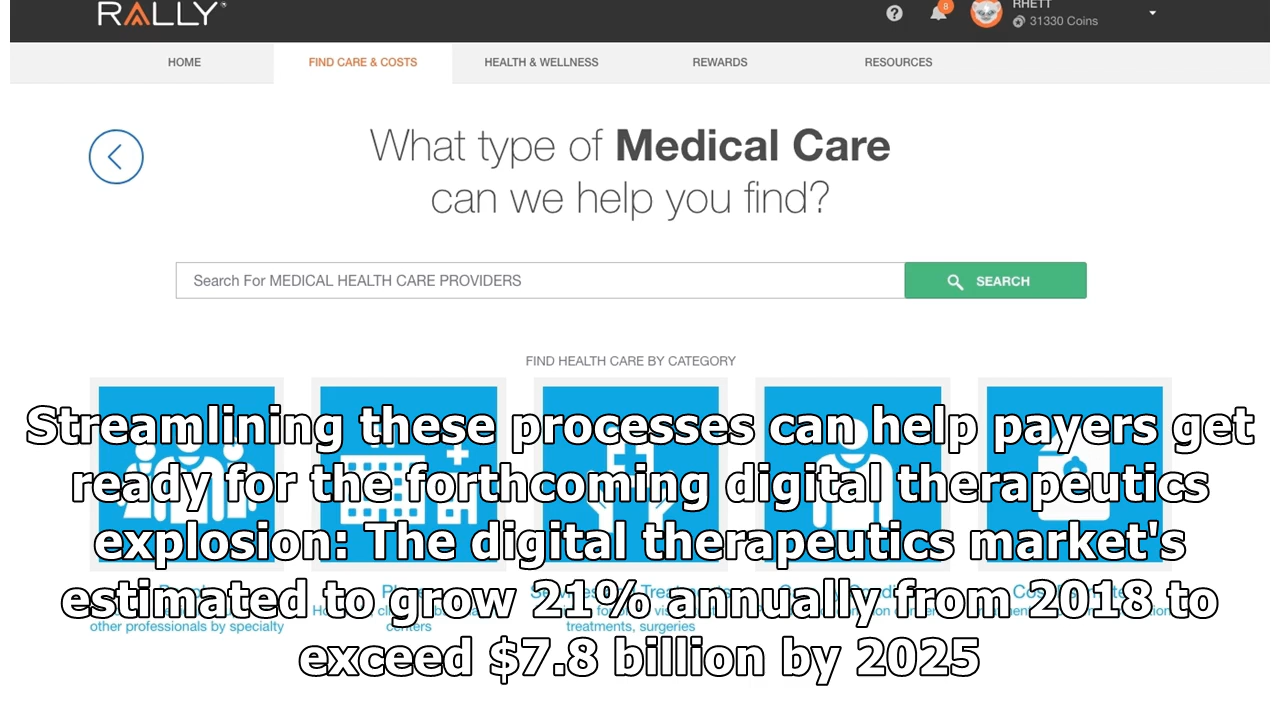 RALLY®
8
RHETT
31330 Coins
HOME
FIND CARE & COSTS
HEALTH & WELLNESS
REWARDS
RESOURCES
What type of Medical Care
can we help you find?
Search For MEDICAL HEALTH CARE PROVIDERS
SEARCH
FIND HEALTH CARE BY CATEGORY
Streamlining these processes can help payers get
ready for the forthcoming digital therapeutics
explosion: The digital therapeutics market's
estimated to grow 21% annually from 2018 to
exceed $7.8 billion by 2025
other professionals by specialty
centers
treatments, surgeries